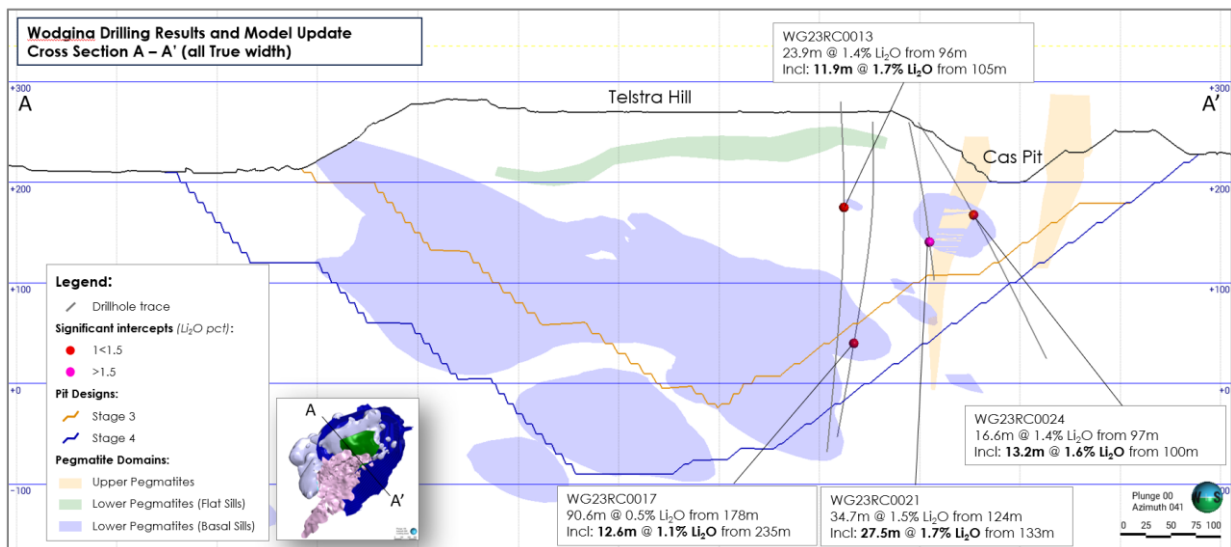 Wodgina Drilling Results and Model Update
Cross Section A – A' (all True width)
WG23RC0013
23.9m @ 1.4% Li₂O from 96m
Incl: 11.9m @ 1.7% Li₂O from 105m
+300
+300
A
Telstra Hill
A'
Cas Pit
+200
+200
Legend:
Drillhole trace
Significant intercepts (Li₂O pct):
1<1.5
>1.5
Pit Designs:
Stage 3
Stage 4
Pegmatite Domains:
Upper Pegmatites
Lower Pegmatites (Flat Sills)
Lower Pegmatites (Basal Sills)
+100
+100
+0
+0
A
A'
WG23RC0024
16.6m @ 1.4% Li₂O from 97m
Incl: 13.2m @ 1.6% Li₂O from 100m
-100
WG23RC0017
90.6m @ 0.5% Li₂O from 178m
Incl: 12.6m @ 1.1% Li₂O from 235m
WG23RC0021
34.7m @ 1.5% Li₂O from 124m
Incl: 27.5m @ 1.7% Li₂O from 133m
Plunge 00
Azimuth 041
0 25 50 75 100